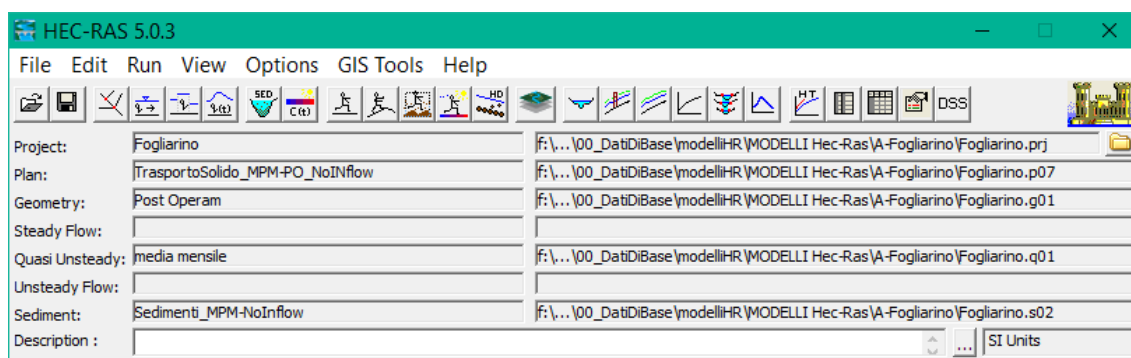 HEC-RAS 5.0.3
File Edit Run View Options GIS Tools Help
SED C(t) HD HT DSS
Project: Fogliarino f:\...\00_DatiDiBase\modelliHR\MODELLI Hec-Ras\A-Fogliarino\Fogliarino.prj
Plan: TrasportoSolido_MPM-PO_NoINflow f:\...\00_DatiDiBase\modelliHR\MODELLI Hec-Ras\A-Fogliarino\Fogliarino.p07
Geometry: Post Operam f:\...\00_DatiDiBase\modelliHR\MODELLI Hec-Ras\A-Fogliarino\Fogliarino.g01
Steady Flow:
Quasi Unsteady: media mensile f:\...\00_DatiDiBase\modelliHR\MODELLI Hec-Ras\A-Fogliarino\Fogliarino.q01
Unsteady Flow:
Sediment: Sedimenti_MPM-NoInflow f:\...\00_DatiDiBase\modelliHR\MODELLI Hec-Ras\A-Fogliarino\Fogliarino.s02
Description : ... SI Units